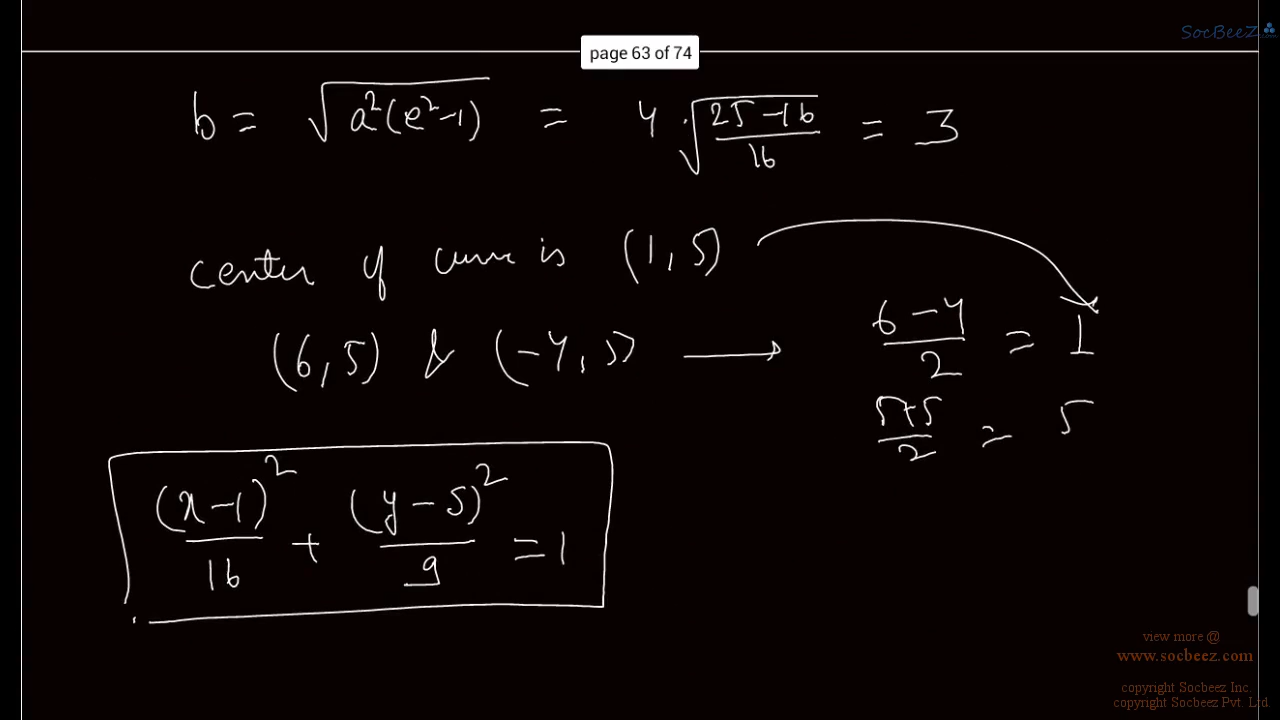 SocBeeZ
page 63 of 74
b = √(a²(e²-1)) = 4 √((25-16)/16) = 3
center of curve is (1, 5)
(6, 5) & (-4, 5) → (6-4)/2 = 1
(5+5)/2 = 5
(x-1)²/16 + (y-5)²/9 = 1
view more @
www.socbeez.com
copyright Socbeez Inc.
copyright Socbeez Pvt. Ltd